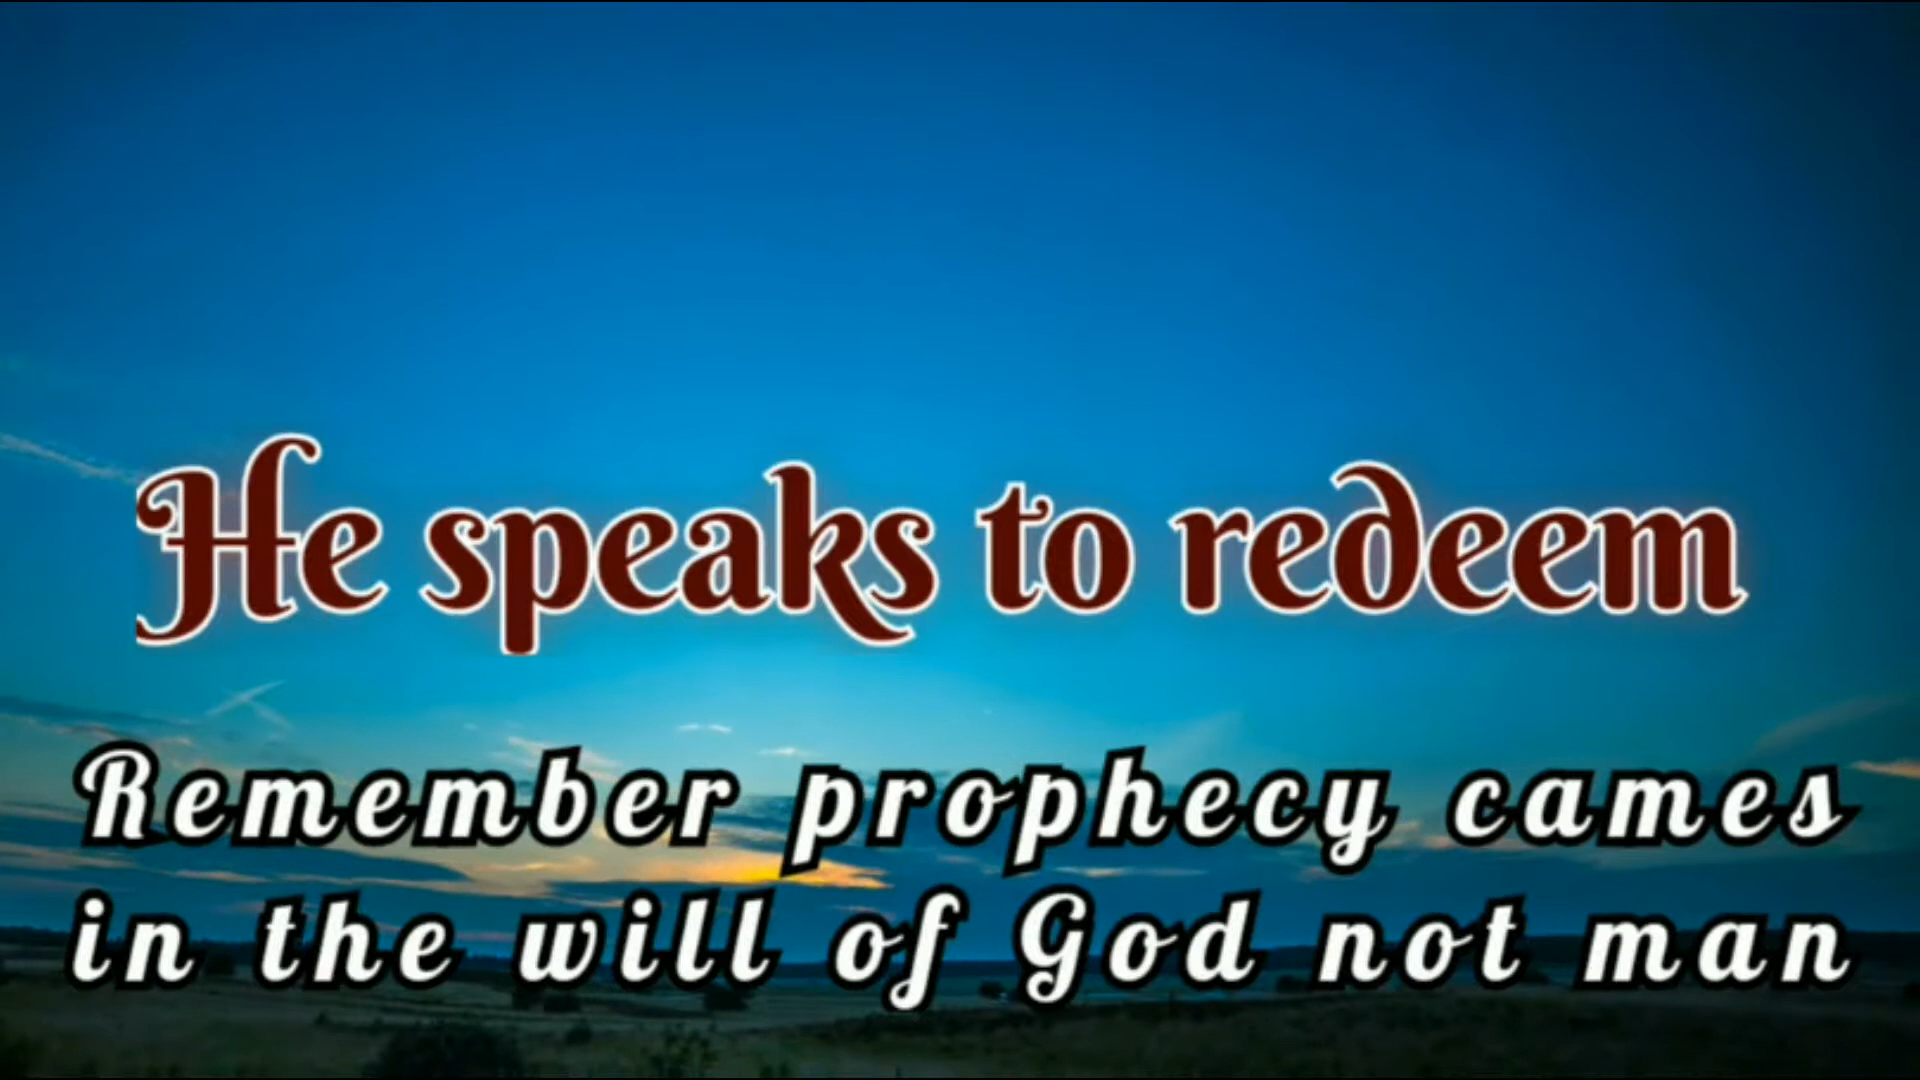 He speaks to redeem
Remember prophecy cames
in the will of God not man